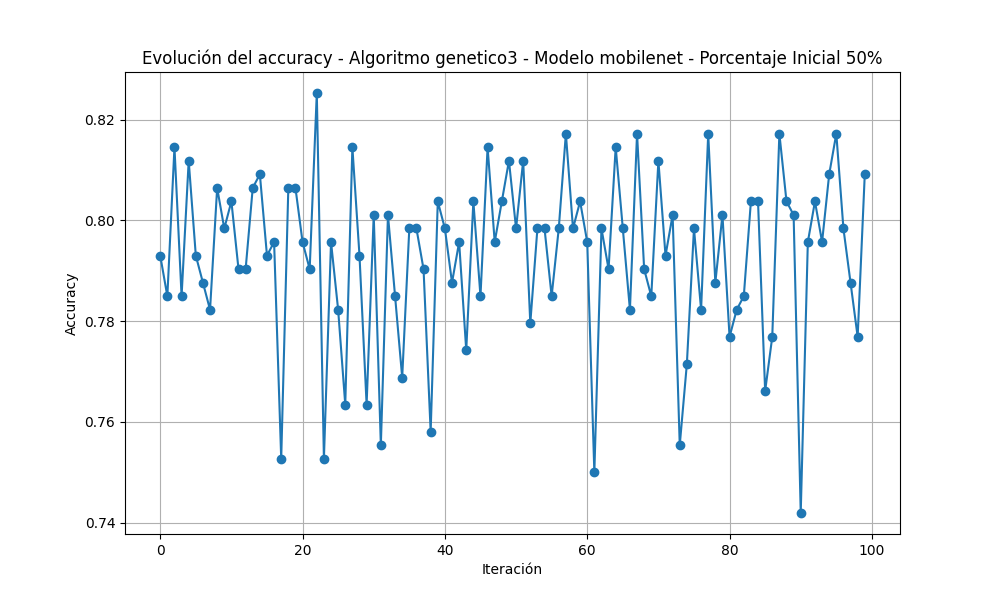 Evolución del accuracy - Algoritmo genetico3 - Modelo mobilenet - Porcentaje Inicial 50%
Accuracy
0.82
0.80
0.78
0.76
0.74
0 20 40 60 80 100
Iteración